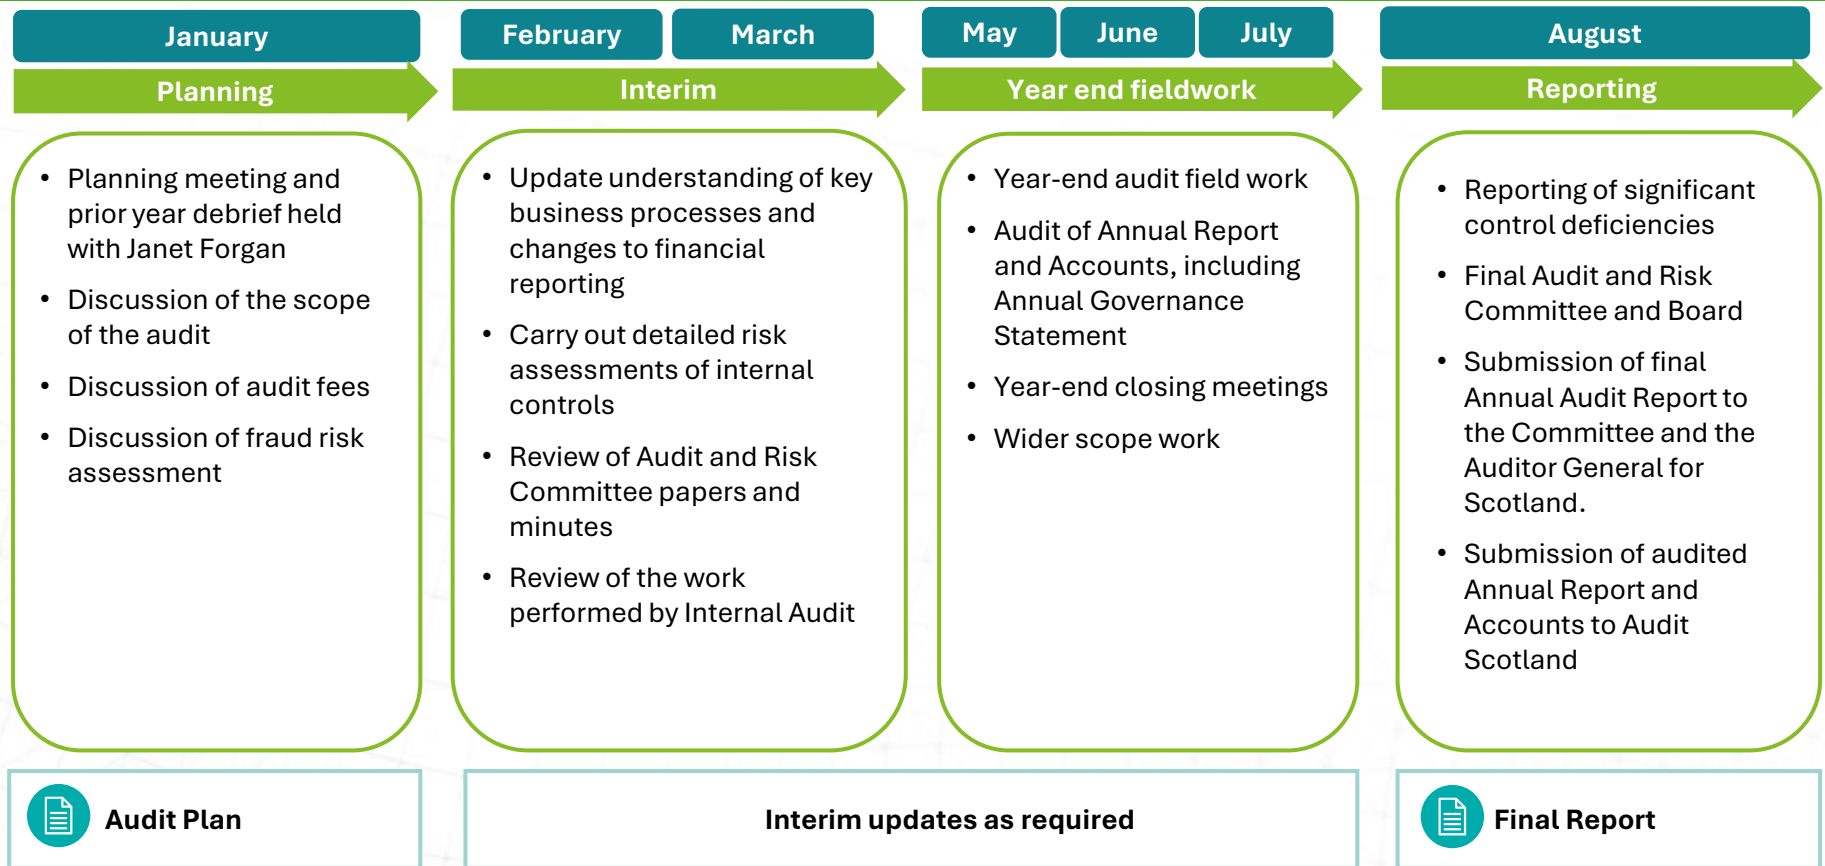 January
Planning
• Planning meeting and
prior year debrief held
with Janet Forgan
• Discussion of the scope
of the audit
• Discussion of audit fees
• Discussion of fraud risk
assessment
Audit Plan
February
March
Interim
• Update understanding of key
business processes and
changes to financial
reporting
• Carry out detailed risk
assessments of internal
controls
• Review of Audit and Risk
Committee papers and
minutes
• Review of the work
performed by Internal Audit
May
June
July
Year end fieldwork
• Year-end audit field work
• Audit of Annual Report
and Accounts, including
Annual Governance
Statement
• Year-end closing meetings
• Wider scope work
Interim updates as required
August
Reporting
• Reporting of significant
control deficiencies
• Final Audit and Risk
Committee and Board
• Submission of final
Annual Audit Report to
the Committee and the
Auditor General for
Scotland.
• Submission of audited
Annual Report and
Accounts to Audit
Scotland
Final Report